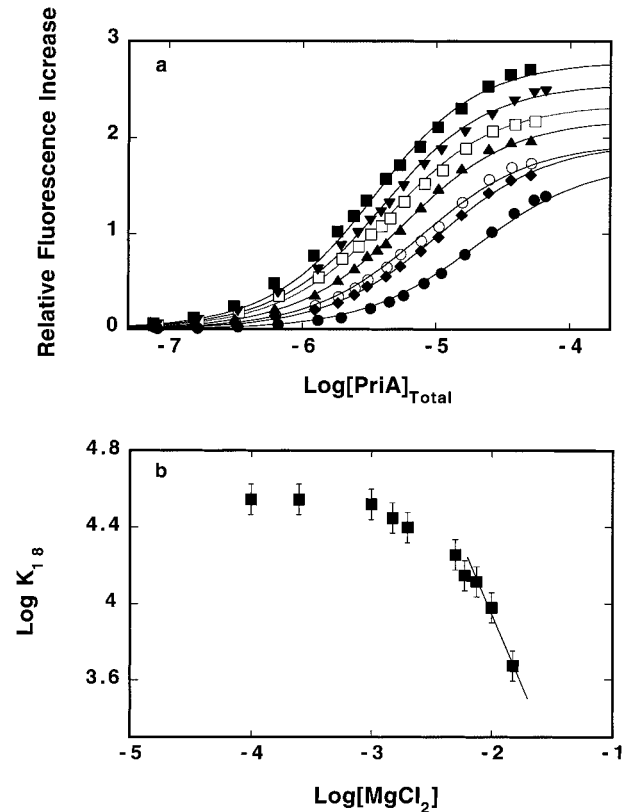 a
3
2
1
0
Relative Fluorescence Increase
-7
-6
-5
-4
Log[PriA]Total
b
4.8
4.4
4
3.6
Log K18
-5
-4
-3
-2
-1
Log[MgCl2]